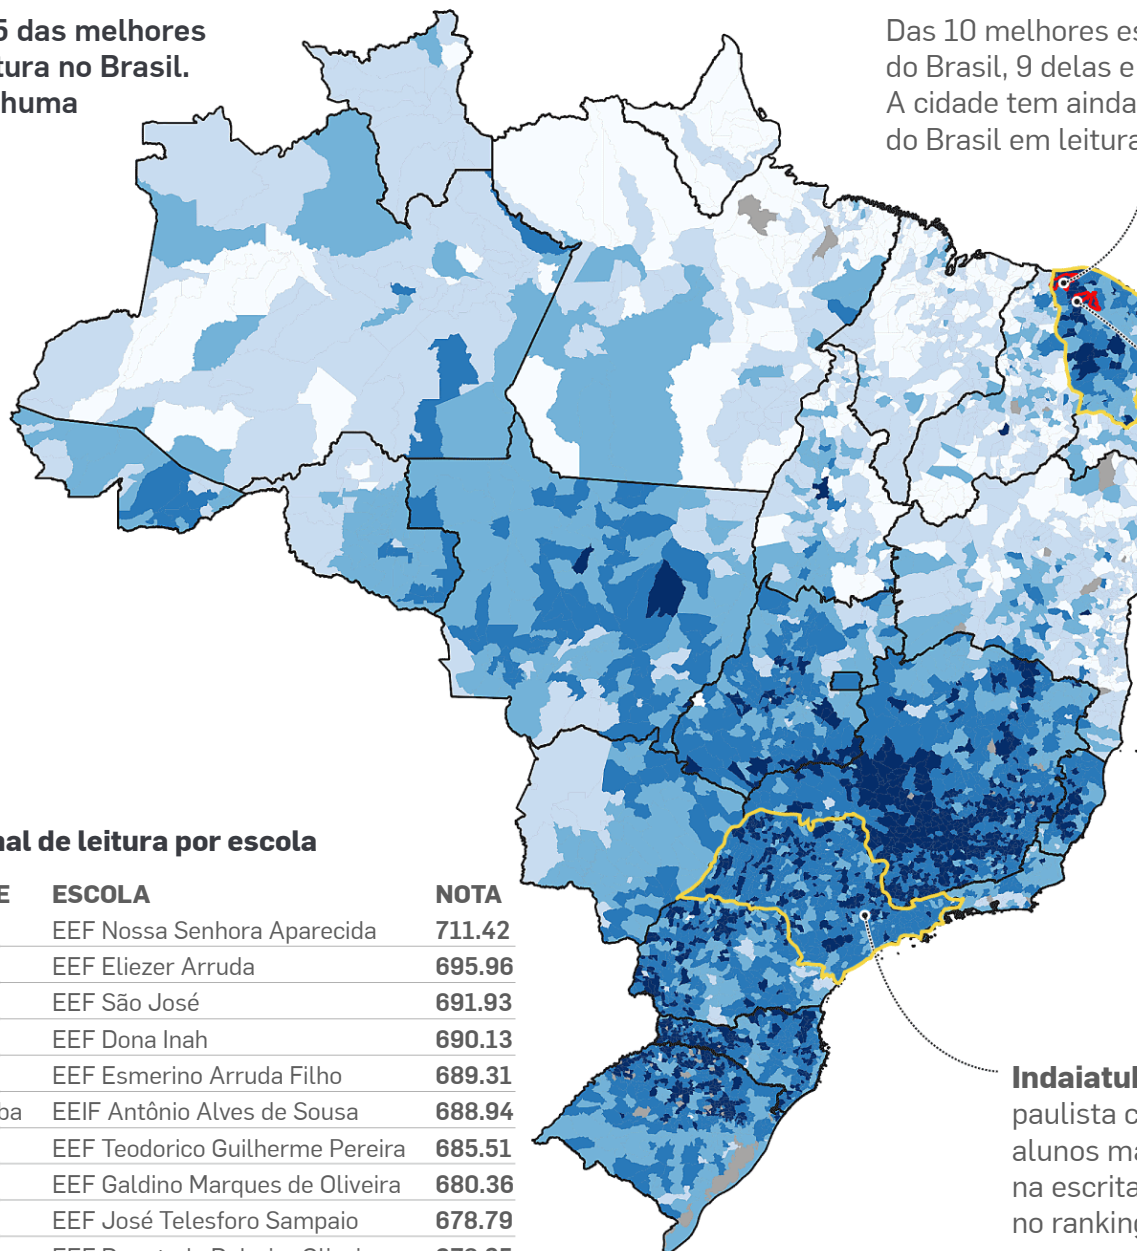 5 das melhores
tura no Brasil.
huma
Das 10 melhores es
do Brasil, 9 delas e
A cidade tem ainda
do Brasil em leitura
nal de leitura por escola
E ESCOLA NOTA
EEF Nossa Senhora Aparecida 711.42
EEF Eliezer Arruda 695.96
EEF São José 691.93
EEF Dona Inah 690.13
EEF Esmerino Arruda Filho 689.31
ba EEIF Antônio Alves de Sousa 688.94
EEF Teodorico Guilherme Pereira 685.51
EEF Galdino Marques de Oliveira 680.36
EEF José Telesforo Sampaio 678.79
Indaiatub
paulista c
alunos ma
na escrita
no ranking